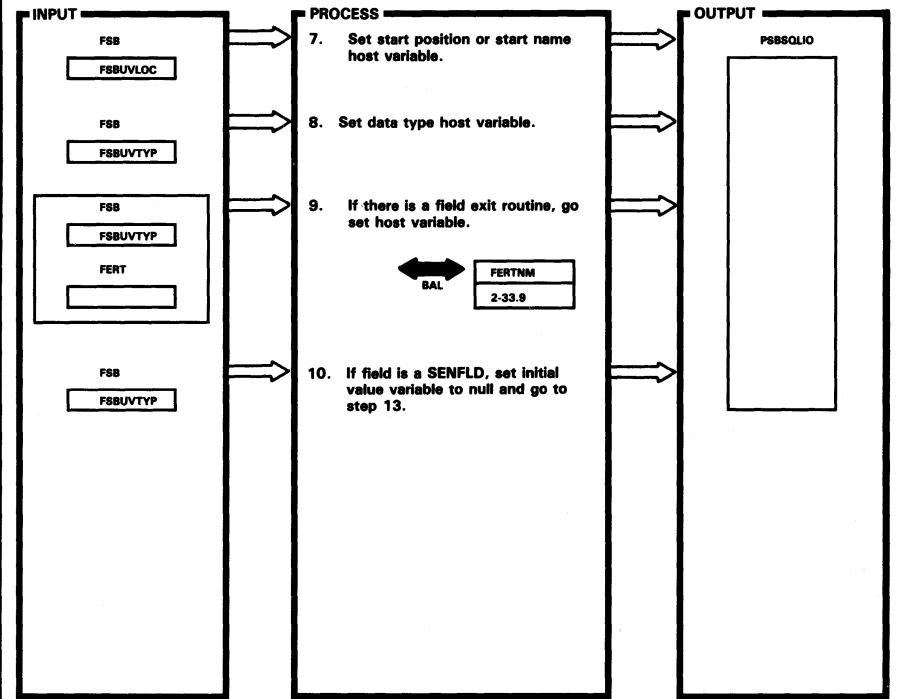 INPUT
PROCESS
OUTPUT
FSB
FSBUVLOC
7. Set start position or start name
host variable.
PSBSQLIO
FSB
FSBUVTYP
8. Set data type host variable.
FSB
FSBUVTYP
FERT
9. If there is a field exit routine, go
set host variable.
BAL
FERTNM
2-33.9
FSB
FSBUVTYP
10. If field is a SENFLD, set initial
value variable to null and go to
step 13.